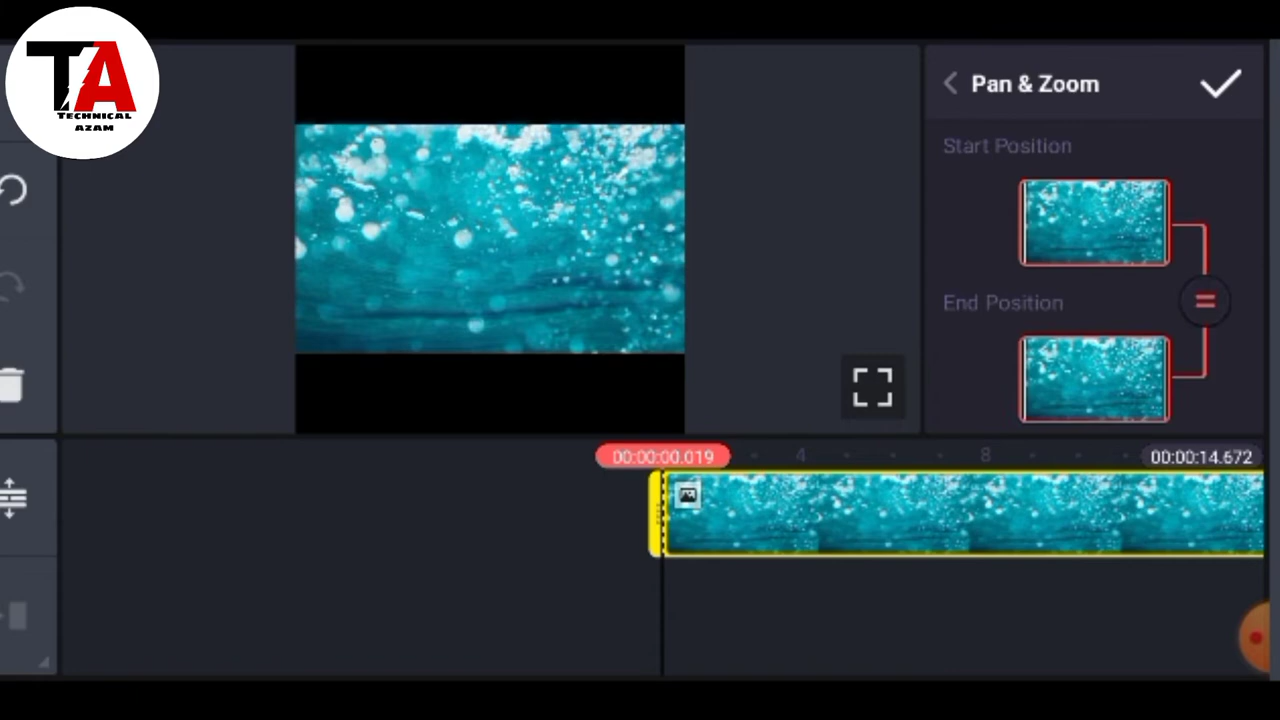 TA
TECHNICAL
AZAM
Pan & Zoom
Start Position
End Position
00:00:00.019
4
8
00:00:14.672